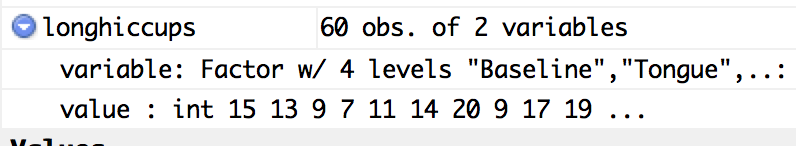 longhiccups 60 obs. of 2 variables
variable: Factor w/ 4 levels "Baseline","Tongue",..:
value : int 15 13 9 7 11 14 20 9 17 19 ...
Values